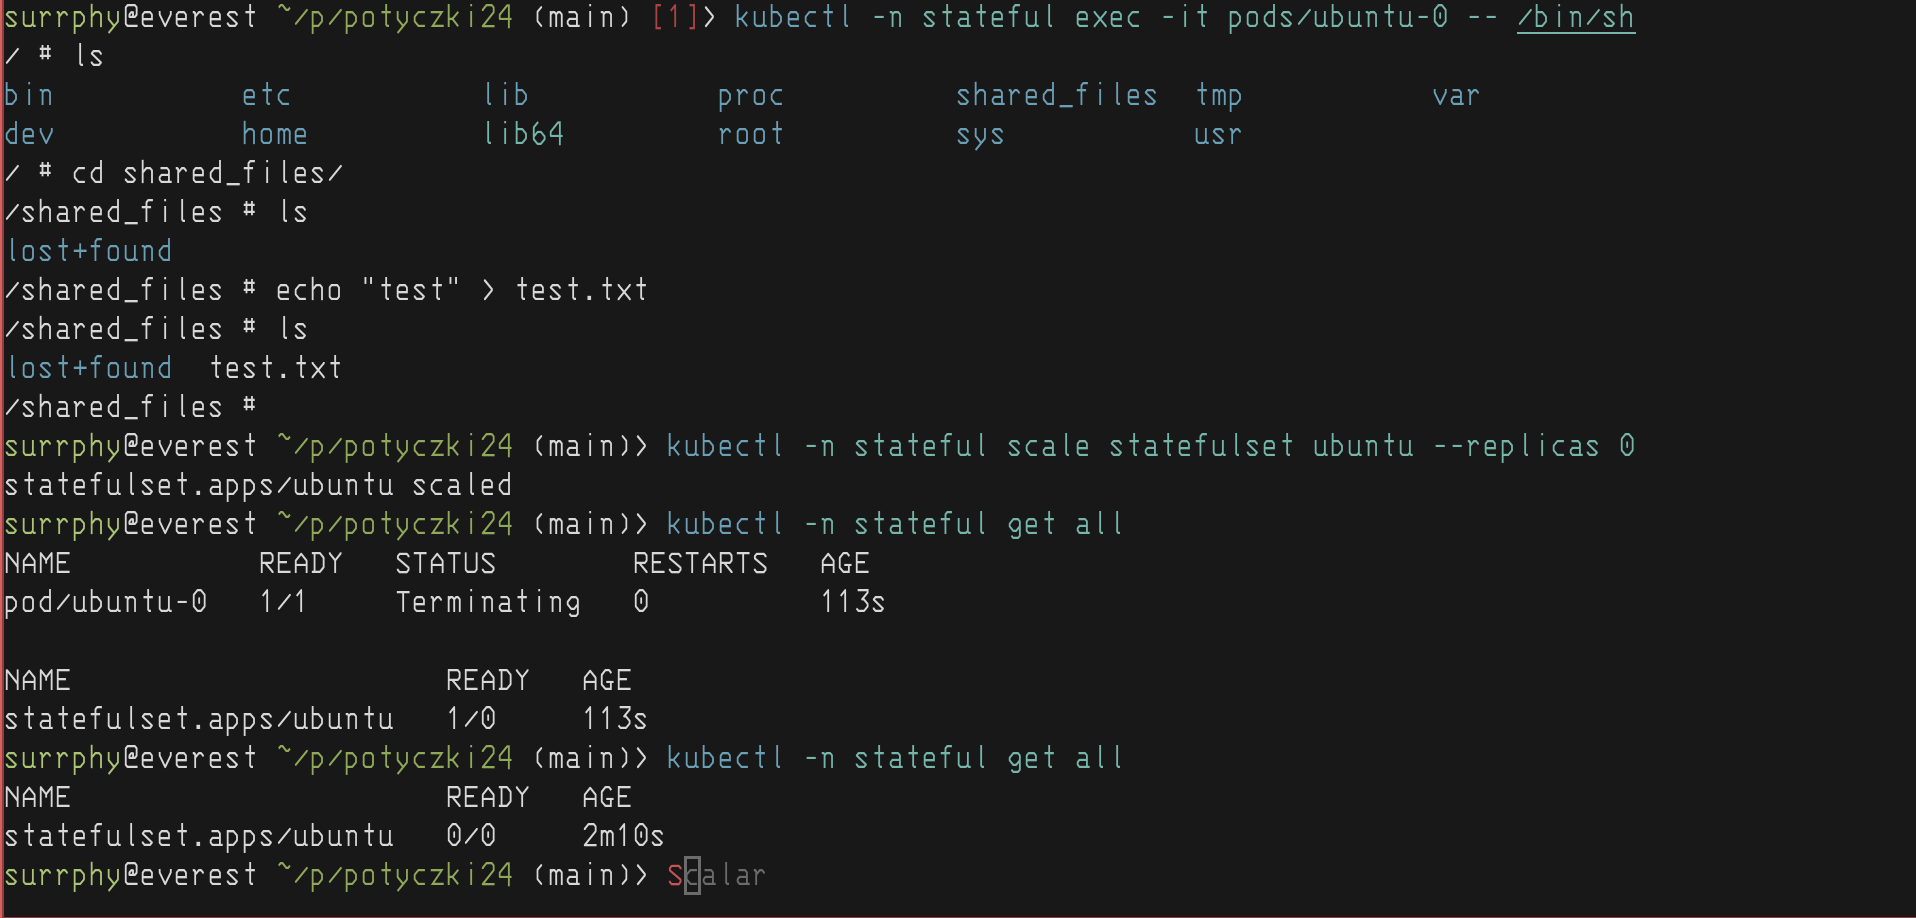 surrphy@everest ~/p/potyczki24 (main) [1]> kubectl -n stateful exec -it pods/ubuntu-0 -- /bin/sh
/ # ls
bin etc lib proc shared_files tmp var
dev home lib64 root sys usr
/ # cd shared_files/
/shared_files # ls
lost+found
/shared_files # echo "test" > test.txt
/shared_files # ls
lost+found test.txt
/shared_files #
surrphy@everest ~/p/potyczki24 (main)> kubectl -n stateful scale statefulset ubuntu --replicas 0
statefulset.apps/ubuntu scaled
surrphy@everest ~/p/potyczki24 (main)> kubectl -n stateful get all
NAME READY STATUS RESTARTS AGE
pod/ubuntu-0 1/1 Terminating 0 113s
NAME READY AGE
statefulset.apps/ubuntu 1/0 113s
surrphy@everest ~/p/potyczki24 (main)> kubectl -n stateful get all
NAME READY AGE
statefulset.apps/ubuntu 0/0 2m10s
surrphy@everest ~/p/potyczki24 (main)> Scalar